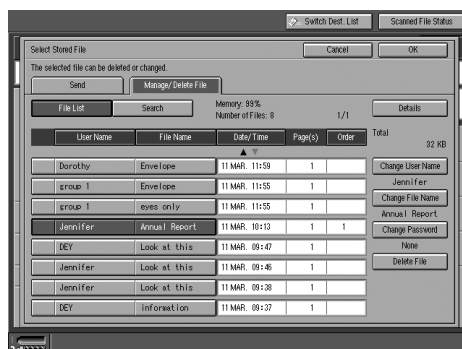 Switch Dest. List Scanned File Status
Select Stored File Cancel OK
The selected file can be deleted or changed.
Send Manage/Delete File
File List Search Memory: 99% Details
Number of Files: 8 1/1
User Name File Name Date/Time Page(s) Order Total
▲ ▼ 32 KB
Dorothy Envelope 11 MAR. 11:59 1 Change User Name
group 1 Envelope 11 MAR. 11:55 1 Jennifer
group 1 eyes only 11 MAR. 11:55 1 Change File Name
Annual Report
Jennifer Annual Report 11 MAR. 10:13 1 1 Change Password
DEY Look at this 11 MAR. 09:47 1 None
Jennifer Look at this 11 MAR. 09:46 1 Delete File
Jennifer Look at this 11 MAR. 09:38 1
DEY information 11 MAR. 09:37 1